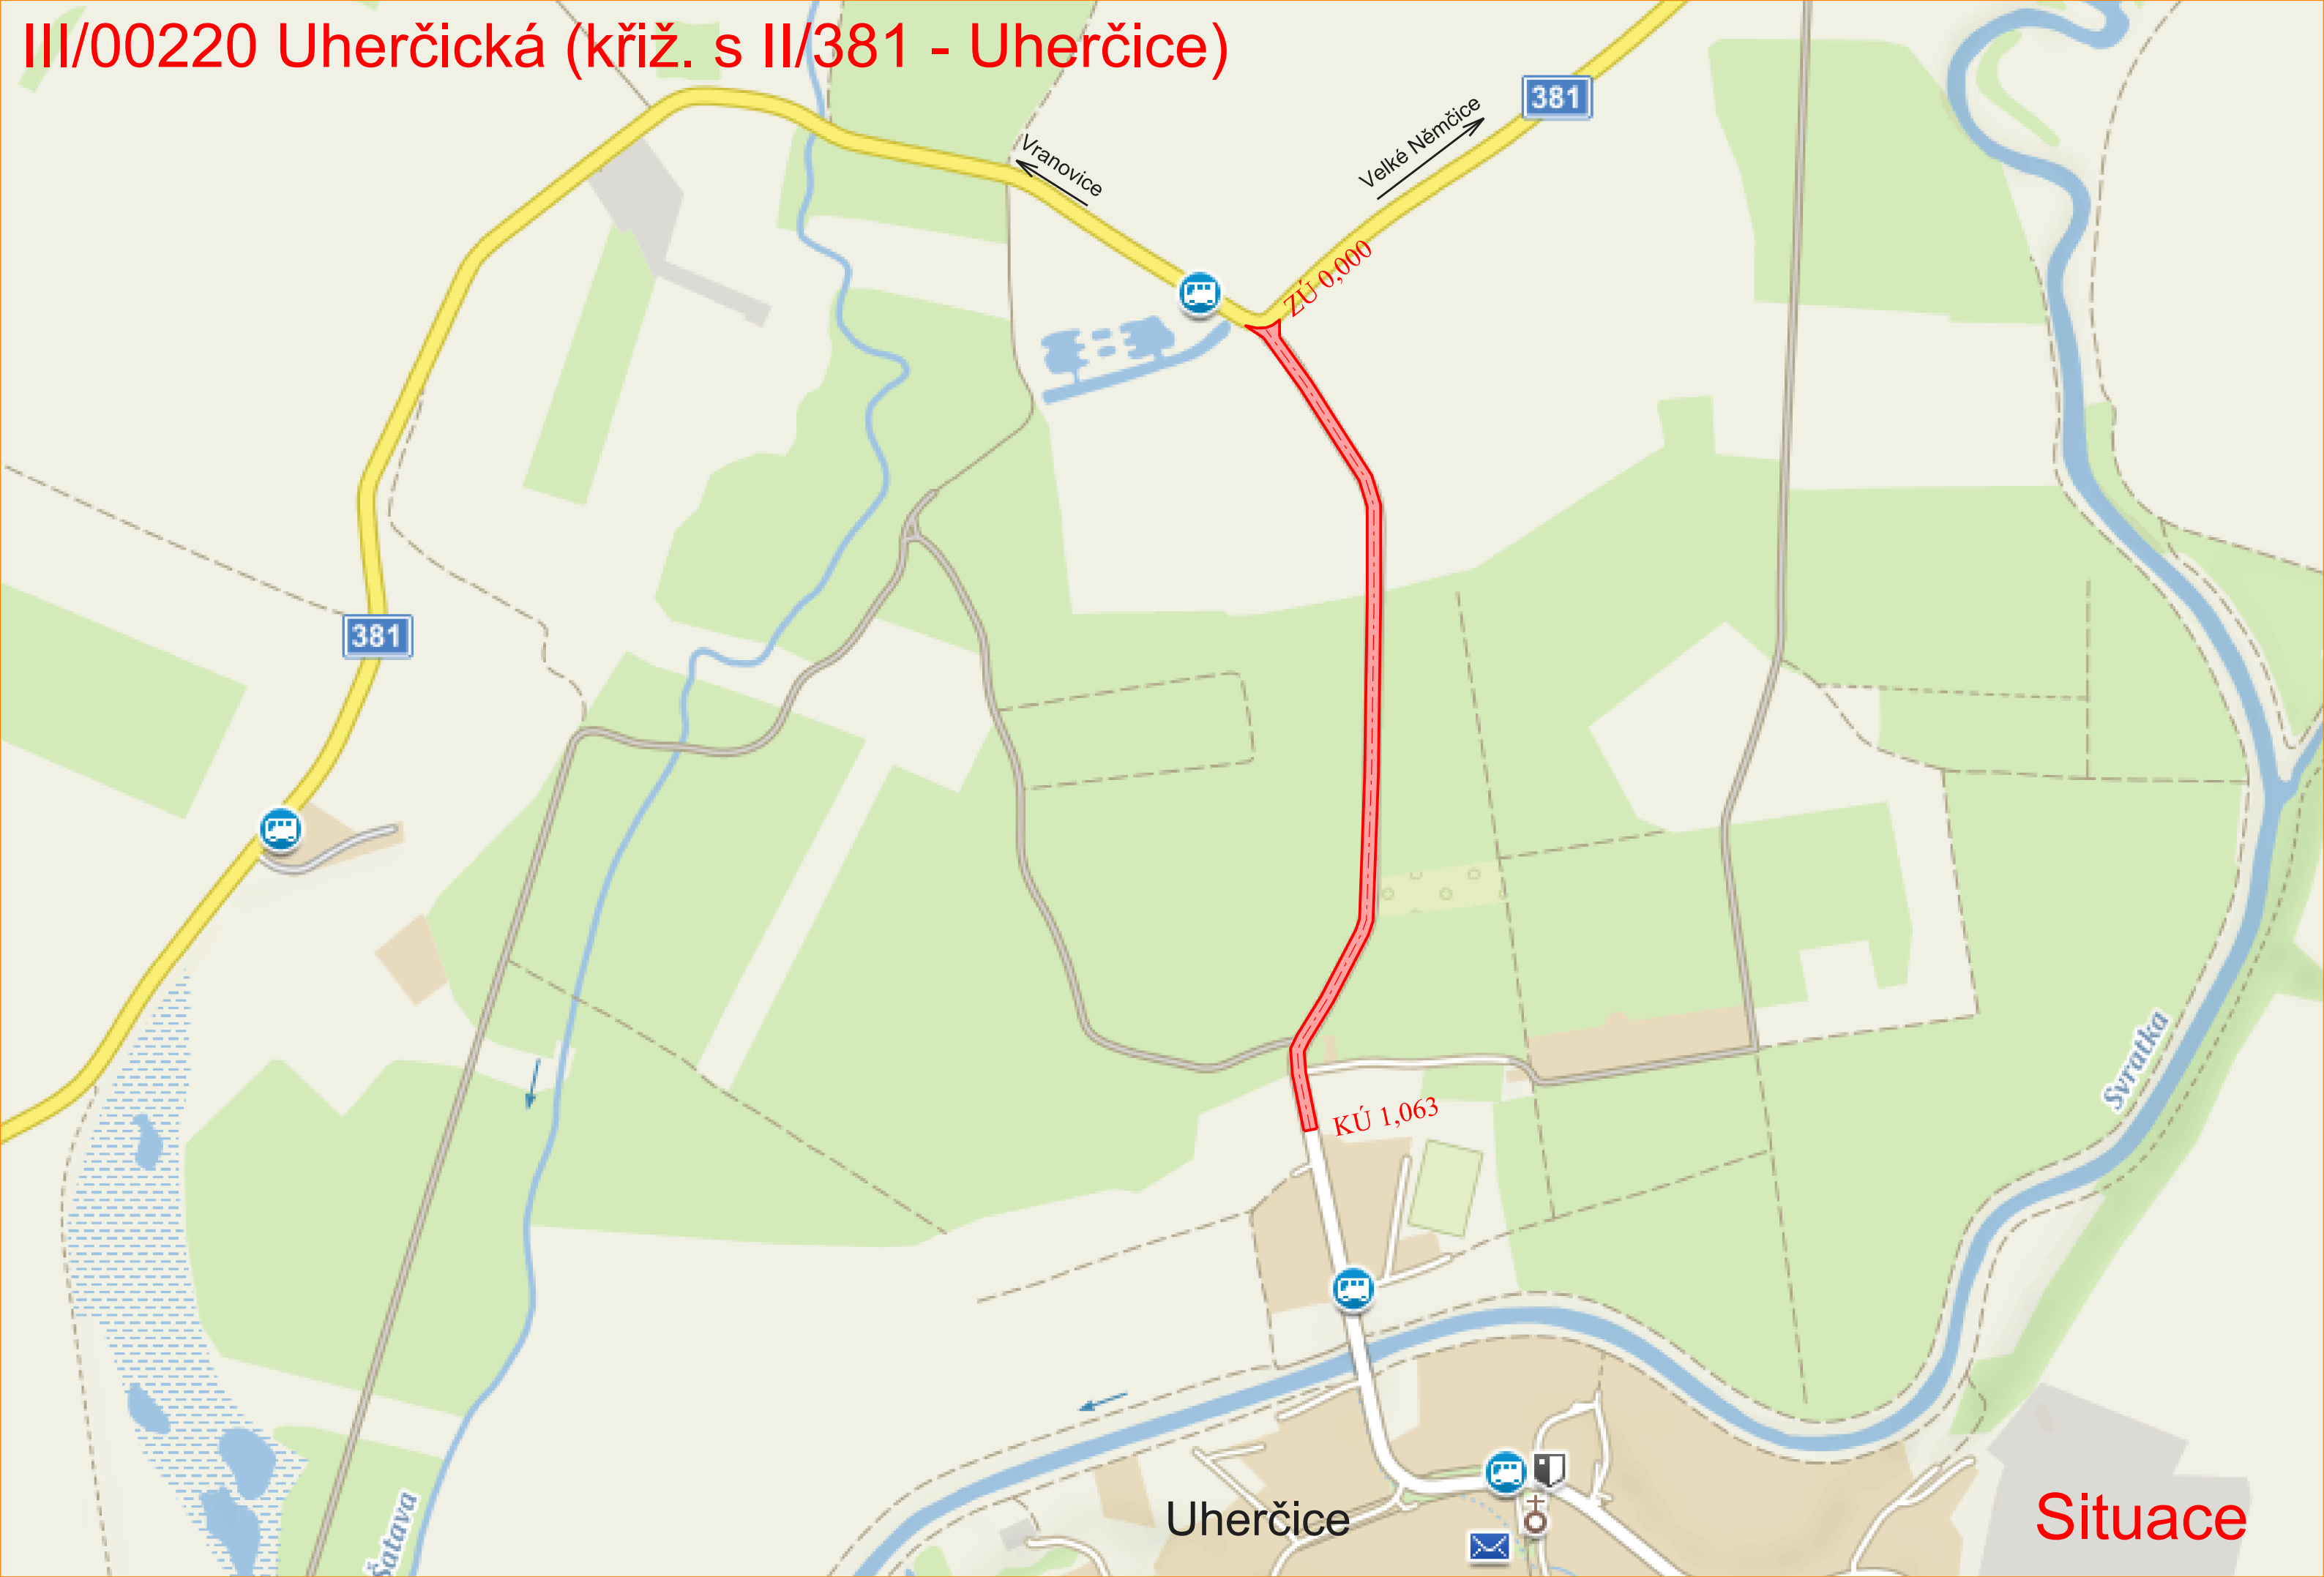 III/00220 Uherčická (křiž. s II/381 - Uherčice)
381
Velké Němčice
Vranovice
ZÚ 0,000
381
Svratka
KÚ 1,063
Uherčice
Situace
Šatava